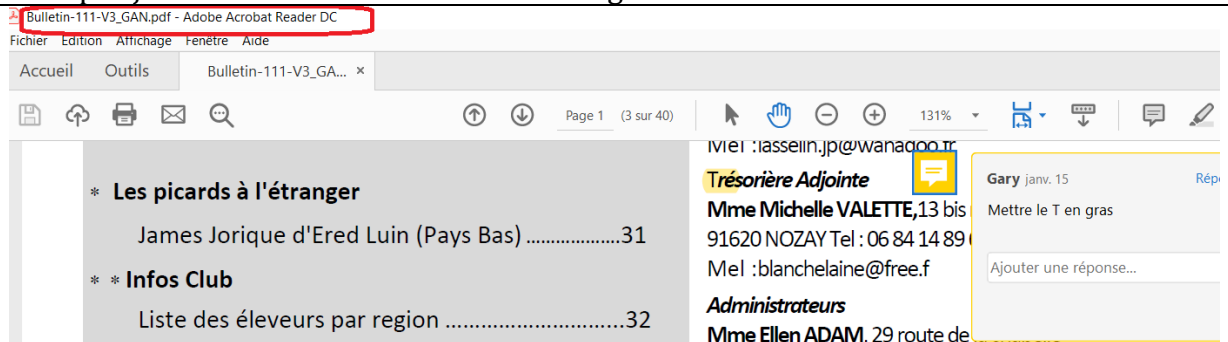 Bulletin-111-V3_GAN.pdf - Adobe Acrobat Reader DC
Fichier Edition Affichage Fenêtre Aide
Accueil Outils Bulletin-111-V3_GA... ×
Page 1 (3 sur 40) 131%
Mel :lasselin.jp@wanadoo.fr
* Les picards à l'étranger
James Jorique d'Ered Luin (Pays Bas) ...................31
* * Infos Club
Liste des éleveurs par region ..............................32
Trésorière Adjointe
Mme Michelle VALETTE,13 bis
91620 NOZAY Tel : 06 84 14 89
Mel :blanchelaine@free.f
Administrateurs
Mme Ellen ADAM, 29 route de
Gary janv. 15 Rép
Mettre le T en gras
Ajouter une réponse...